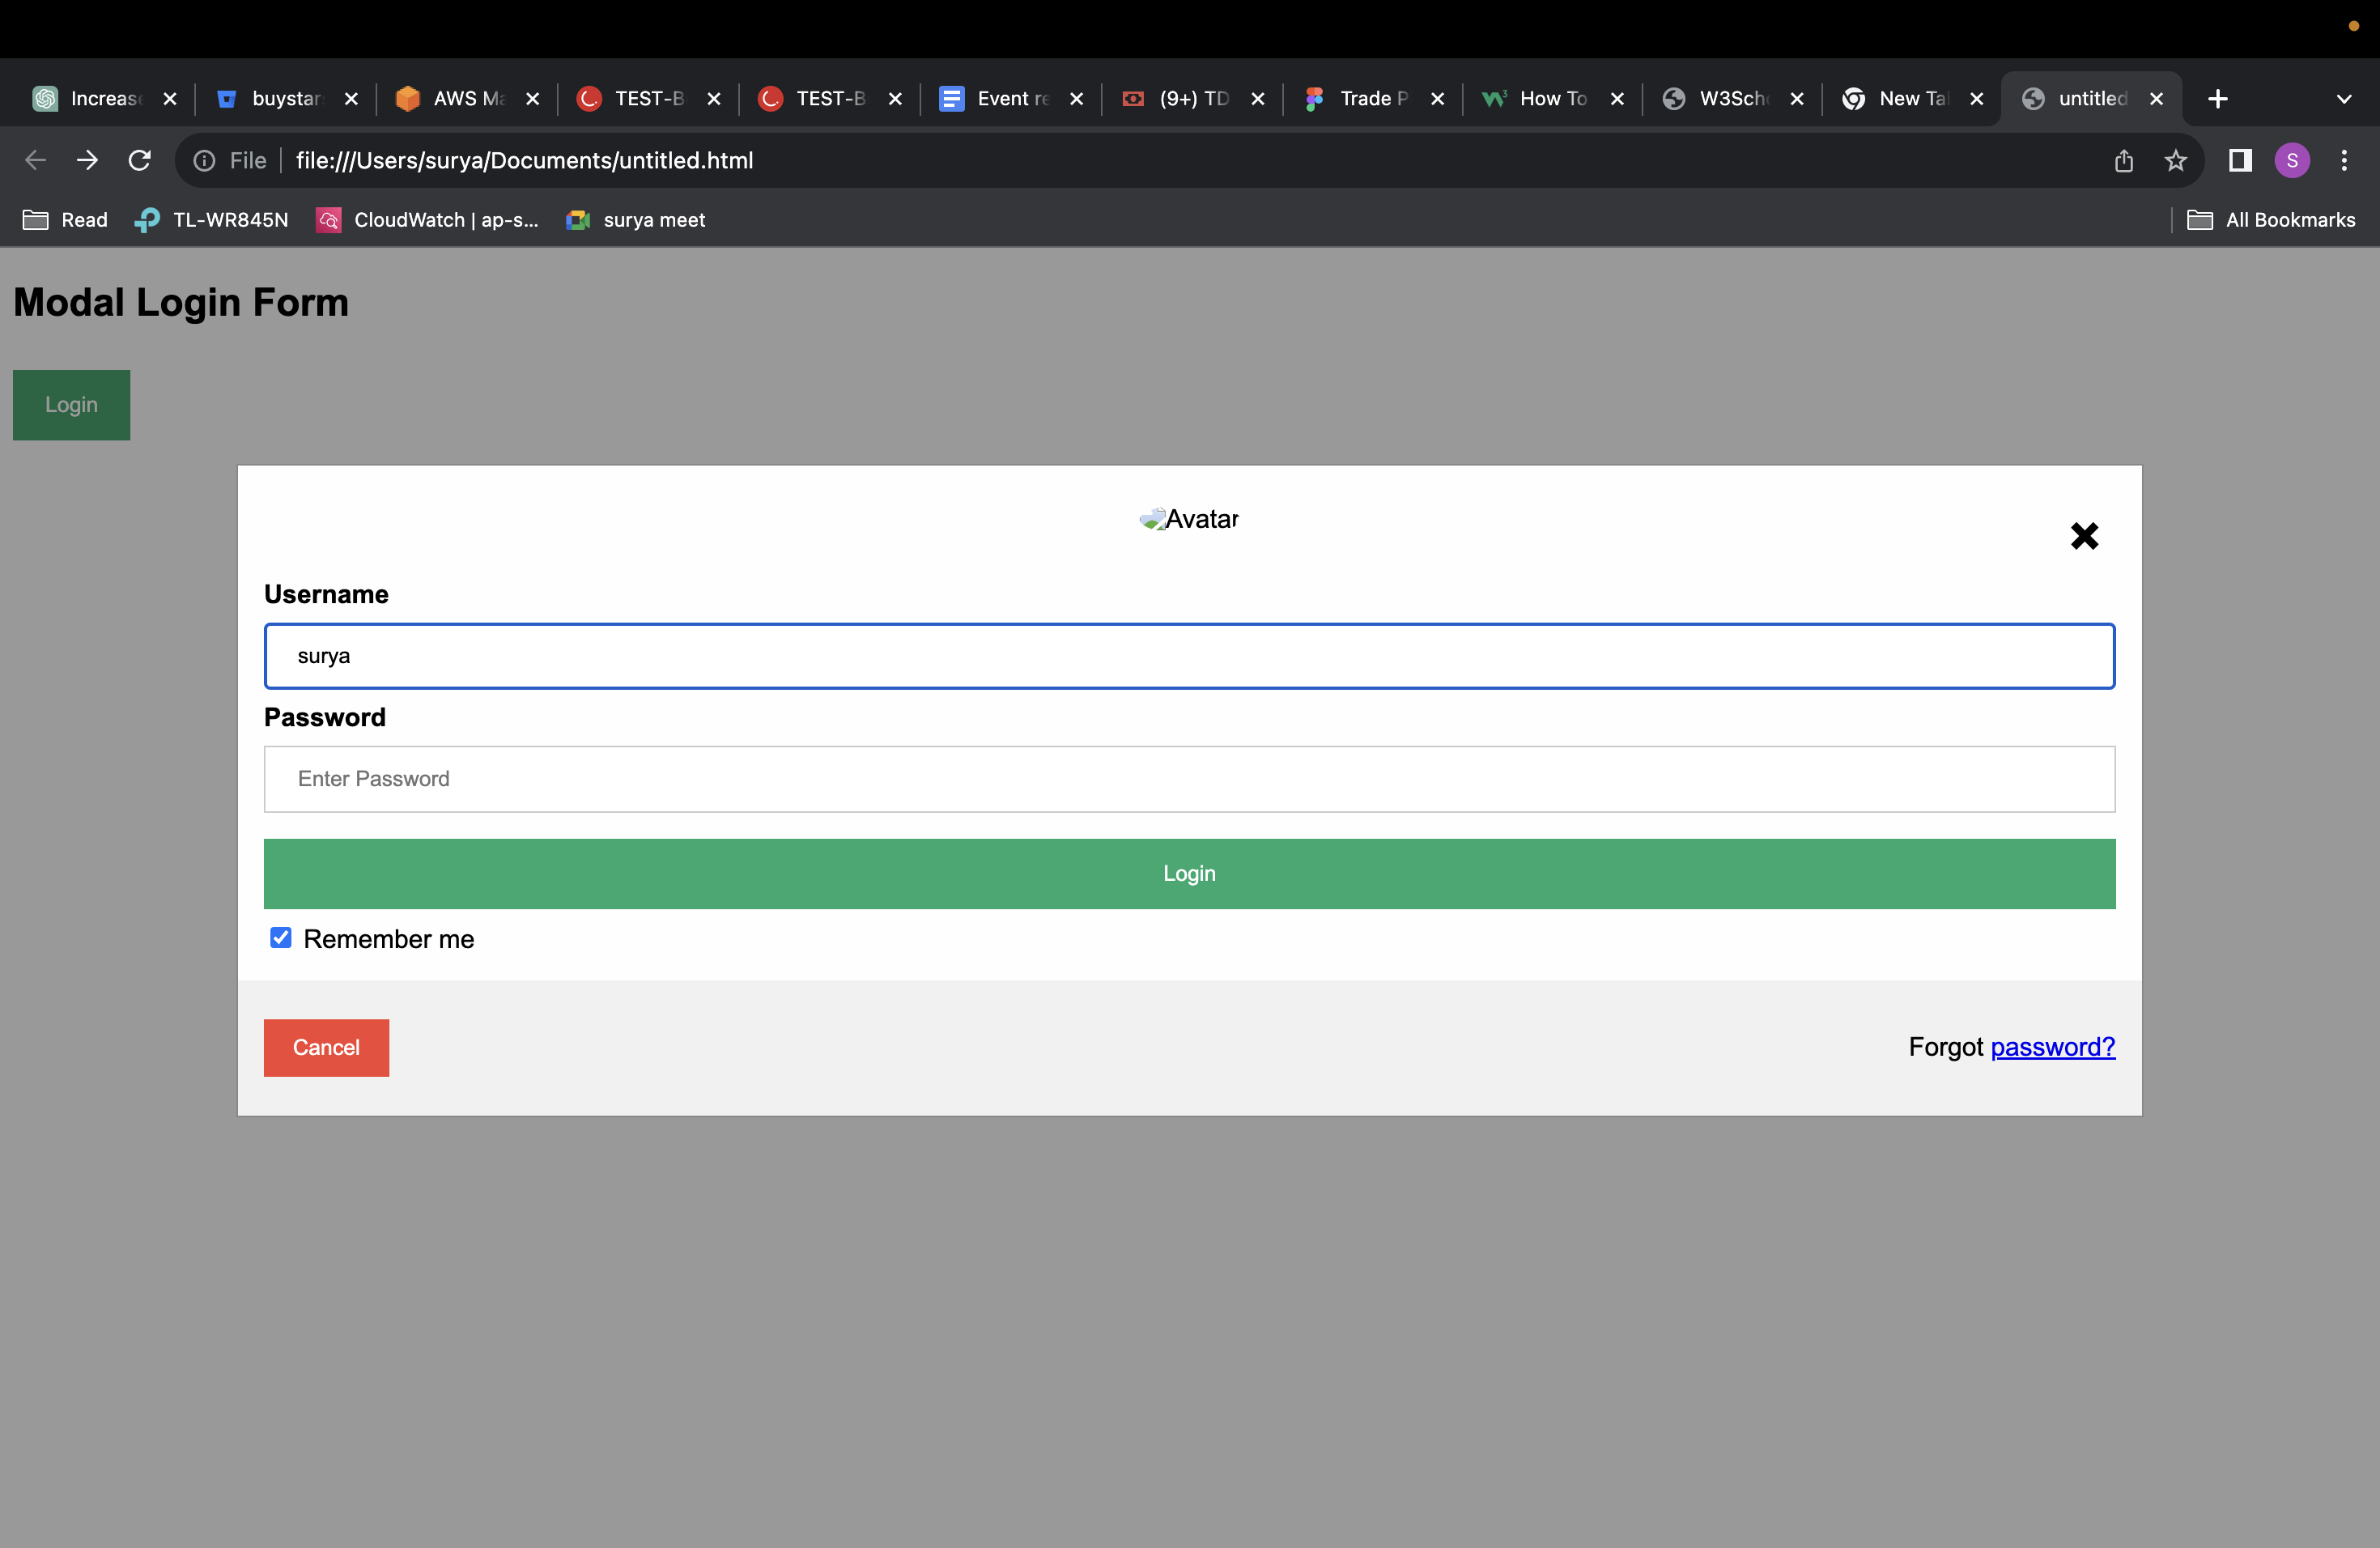 Increas buystar AWS Ma TEST-B TEST-B Event re (9+) TD Trade P How To W3Sch New Tal untitled
File file:///Users/surya/Documents/untitled.html S
Read TL-WR845N CloudWatch | ap-s... surya meet All Bookmarks
Modal Login Form
Login
Avatar
Username
surya
Password
Enter Password
Login
Remember me
Cancel Forgot password?